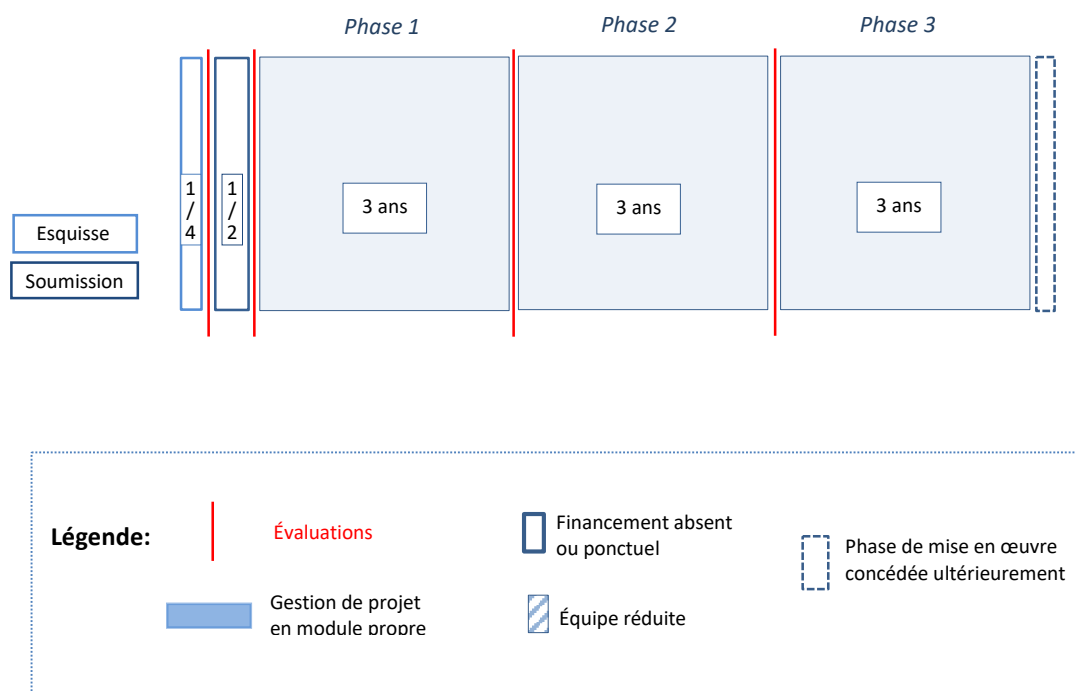 Phase 1
Phase 2
Phase 3
1
/
4
1
/
2
3 ans
3 ans
3 ans
Esquisse
Soumission
Légende:
Évaluations
Financement absent
ou ponctuel
Phase de mise en œuvre
concédée ultérieurement
Gestion de projet
en module propre
Équipe réduite